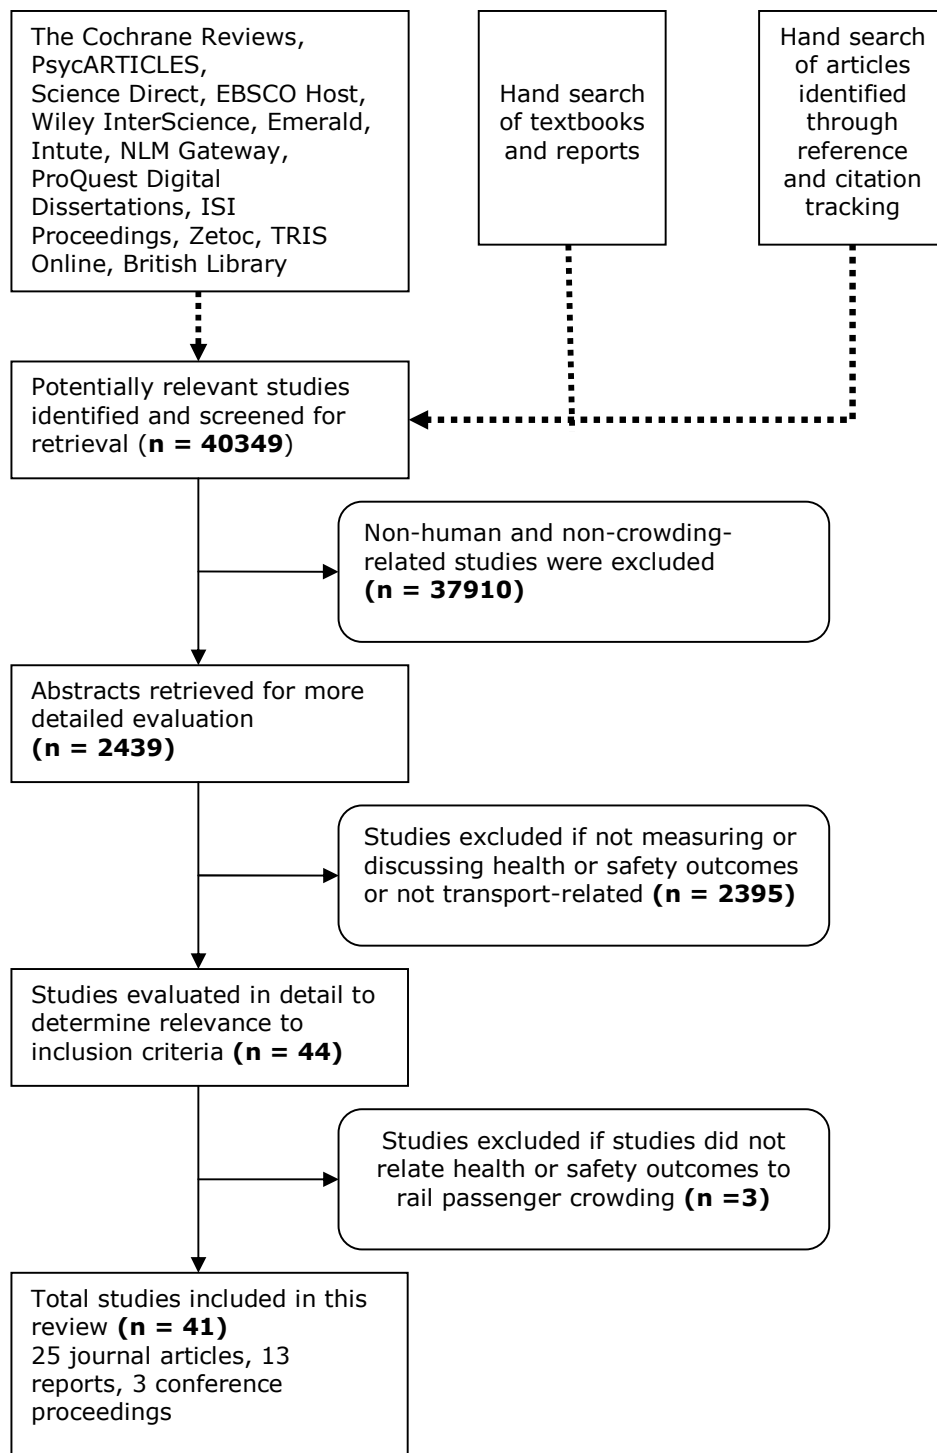 The Cochrane Reviews,
PsycARTICLES,
Science Direct, EBSCO Host,
Wiley InterScience, Emerald,
Intute, NLM Gateway,
ProQuest Digital
Dissertations, ISI
Proceedings, Zetoc, TRIS
Online, British Library
Hand search
of textbooks
and reports
Hand search
of articles
identified
through
reference
and citation
tracking
Potentially relevant studies
identified and screened for
retrieval (n = 40349)
Non-human and non-crowding-
related studies were excluded
(n = 37910)
Abstracts retrieved for more
detailed evaluation
(n = 2439)
Studies excluded if not measuring or
discussing health or safety outcomes
or not transport-related (n = 2395)
Studies evaluated in detail to
determine relevance to
inclusion criteria (n = 44)
Studies excluded if studies did not
relate health or safety outcomes to
rail passenger crowding (n =3)
Total studies included in this
review (n = 41)
25 journal articles, 13
reports, 3 conference
proceedings